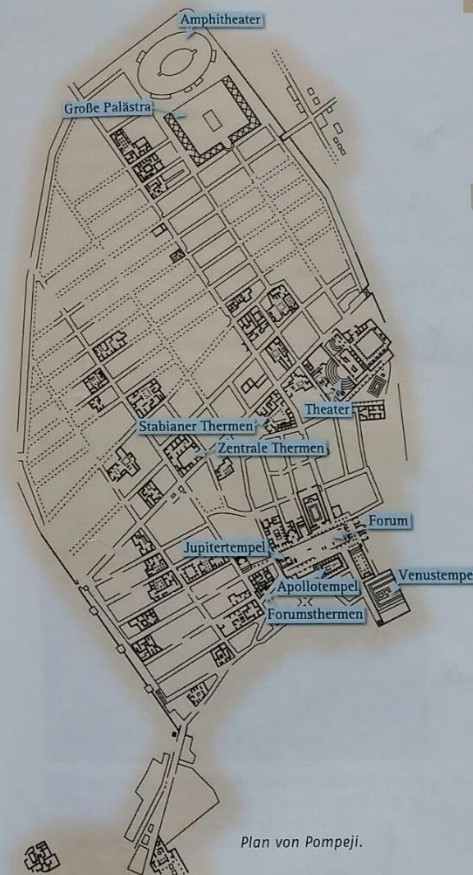 Amphitheater
Große Palästra
Theater
Stabianer Thermen
Zentrale Thermen
Forum
Jupitertempel
Venustempe
Apollotempel
Forumsthermen
Plan von Pompeji.